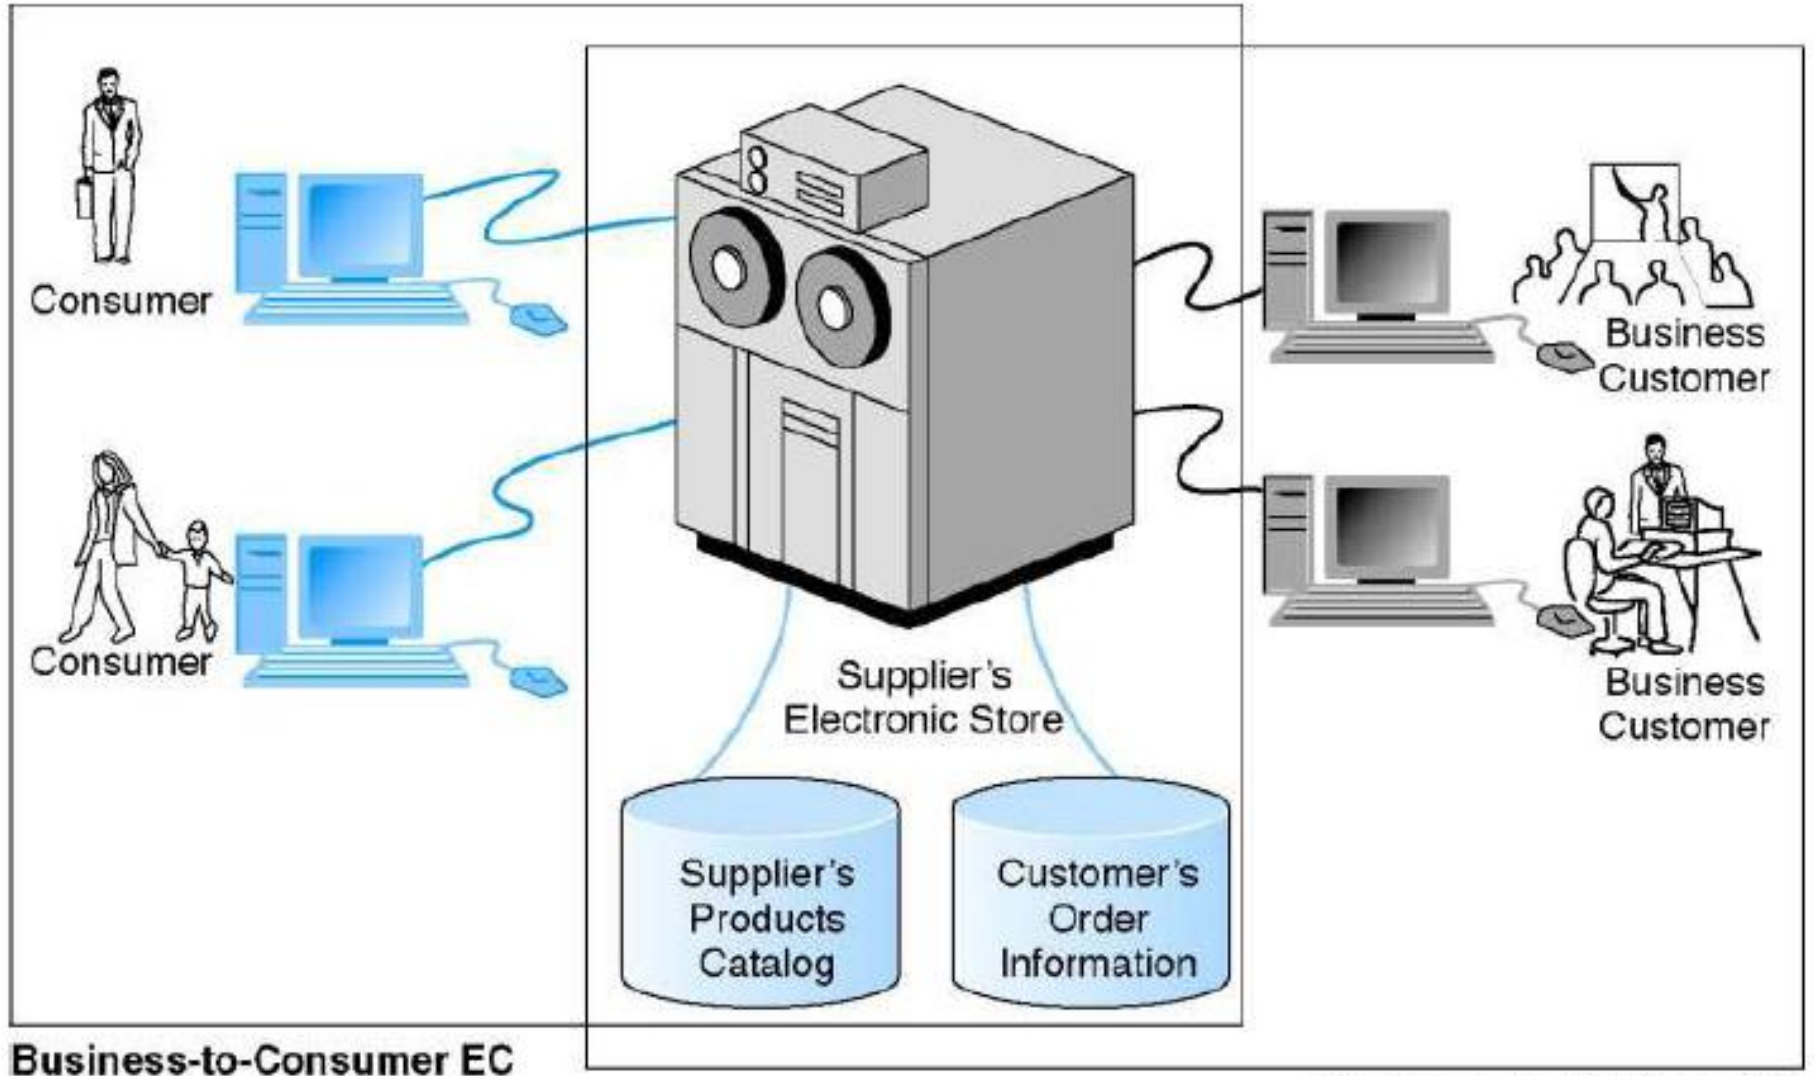 Consumer
Business
Customer
Consumer
Supplier's
Electronic Store
Business
Customer
Supplier's
Products
Catalog
Customer's
Order
Information
Business-to-Consumer EC